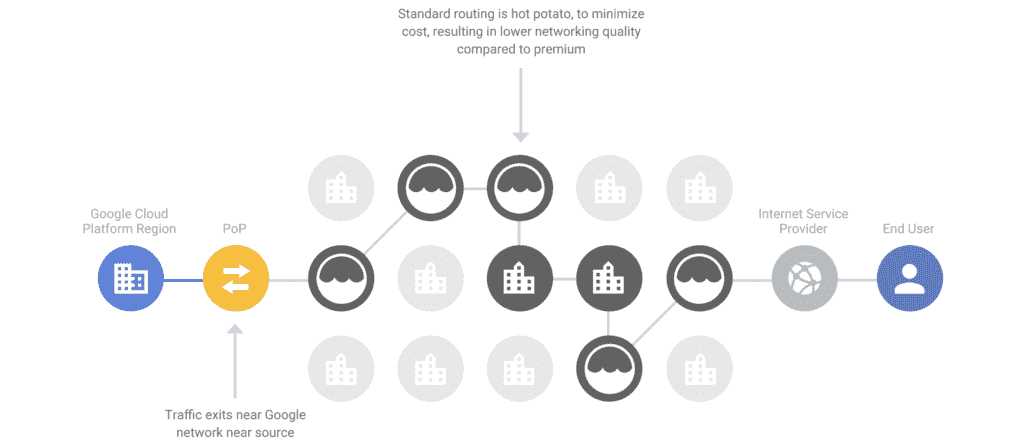 Standard routing is hot potato, to minimize
cost, resulting in lower networking quality
compared to premium
Google Cloud
Platform Region
PoP
Internet Service
Provider
End User
Traffic exits near Google
network near source